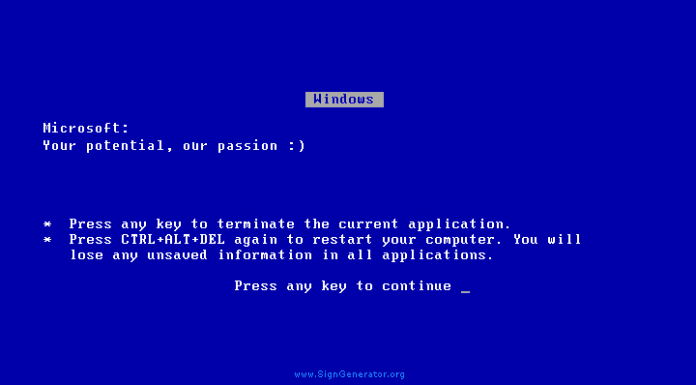 Windows
Microsoft:
Your potential, our passion :)
* Press any key to terminate the current application.
* Press CTRL+ALT+DEL again to restart your computer. You will
lose any unsaved information in all applications.
Press any key to continue _
www.SignGenerator.org